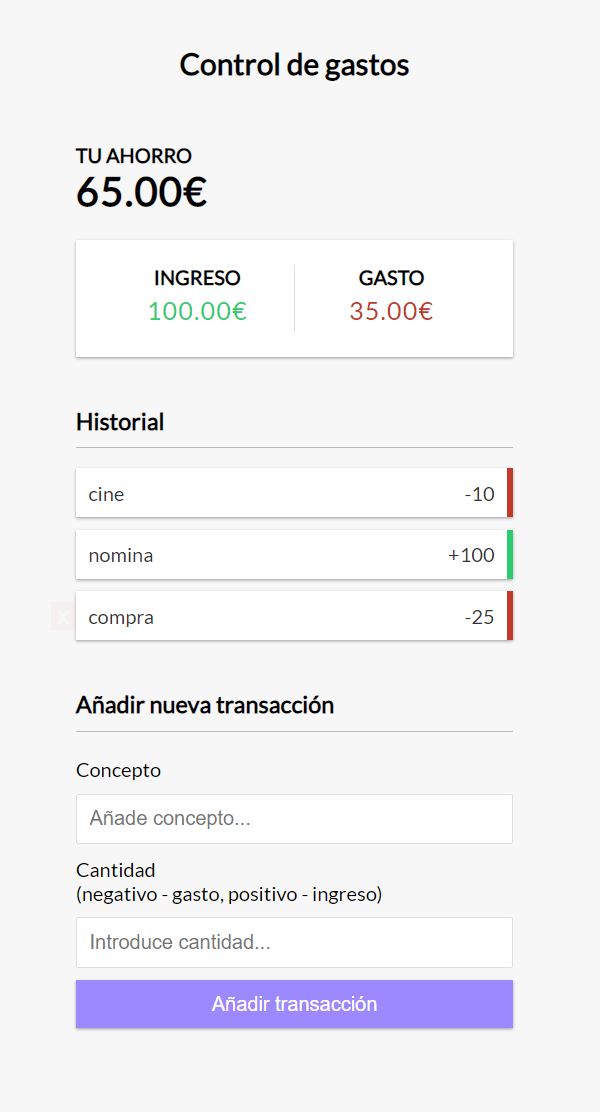 Control de gastos
TU AHORRO
65.00€
INGRESO GASTO
100.00€ 35.00€
Historial
cine -10
nomina +100
x compra -25
Añadir nueva transacción
Concepto
Añade concepto...
Cantidad
(negativo - gasto, positivo - ingreso)
Introduce cantidad...
Añadir transacción